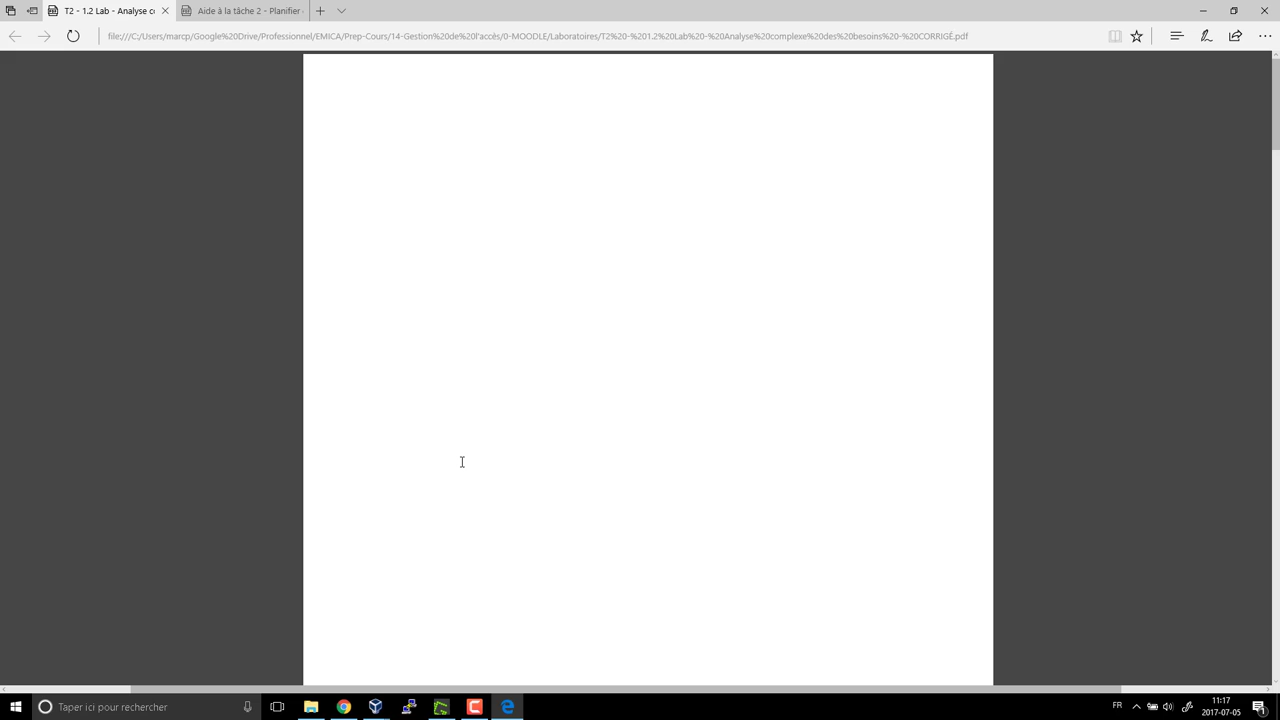 T2 - 1.2 Lab - Analyse co
Aide à la tâche 2 - Planifier
file:///C:/Users/marcp/Google%20Drive/Professionnel/EMICA/Prep-Cours/14-Gestion%20de%20l'accès/0-MOODLE/Laboratoires/T2%20-%201.2%20Lab%20-%20Analyse%20complexe%20des%20besoins%20-%20CORRIGÉ.pdf
Taper ici pour rechercher
FR
11:17
2017-07-05
1